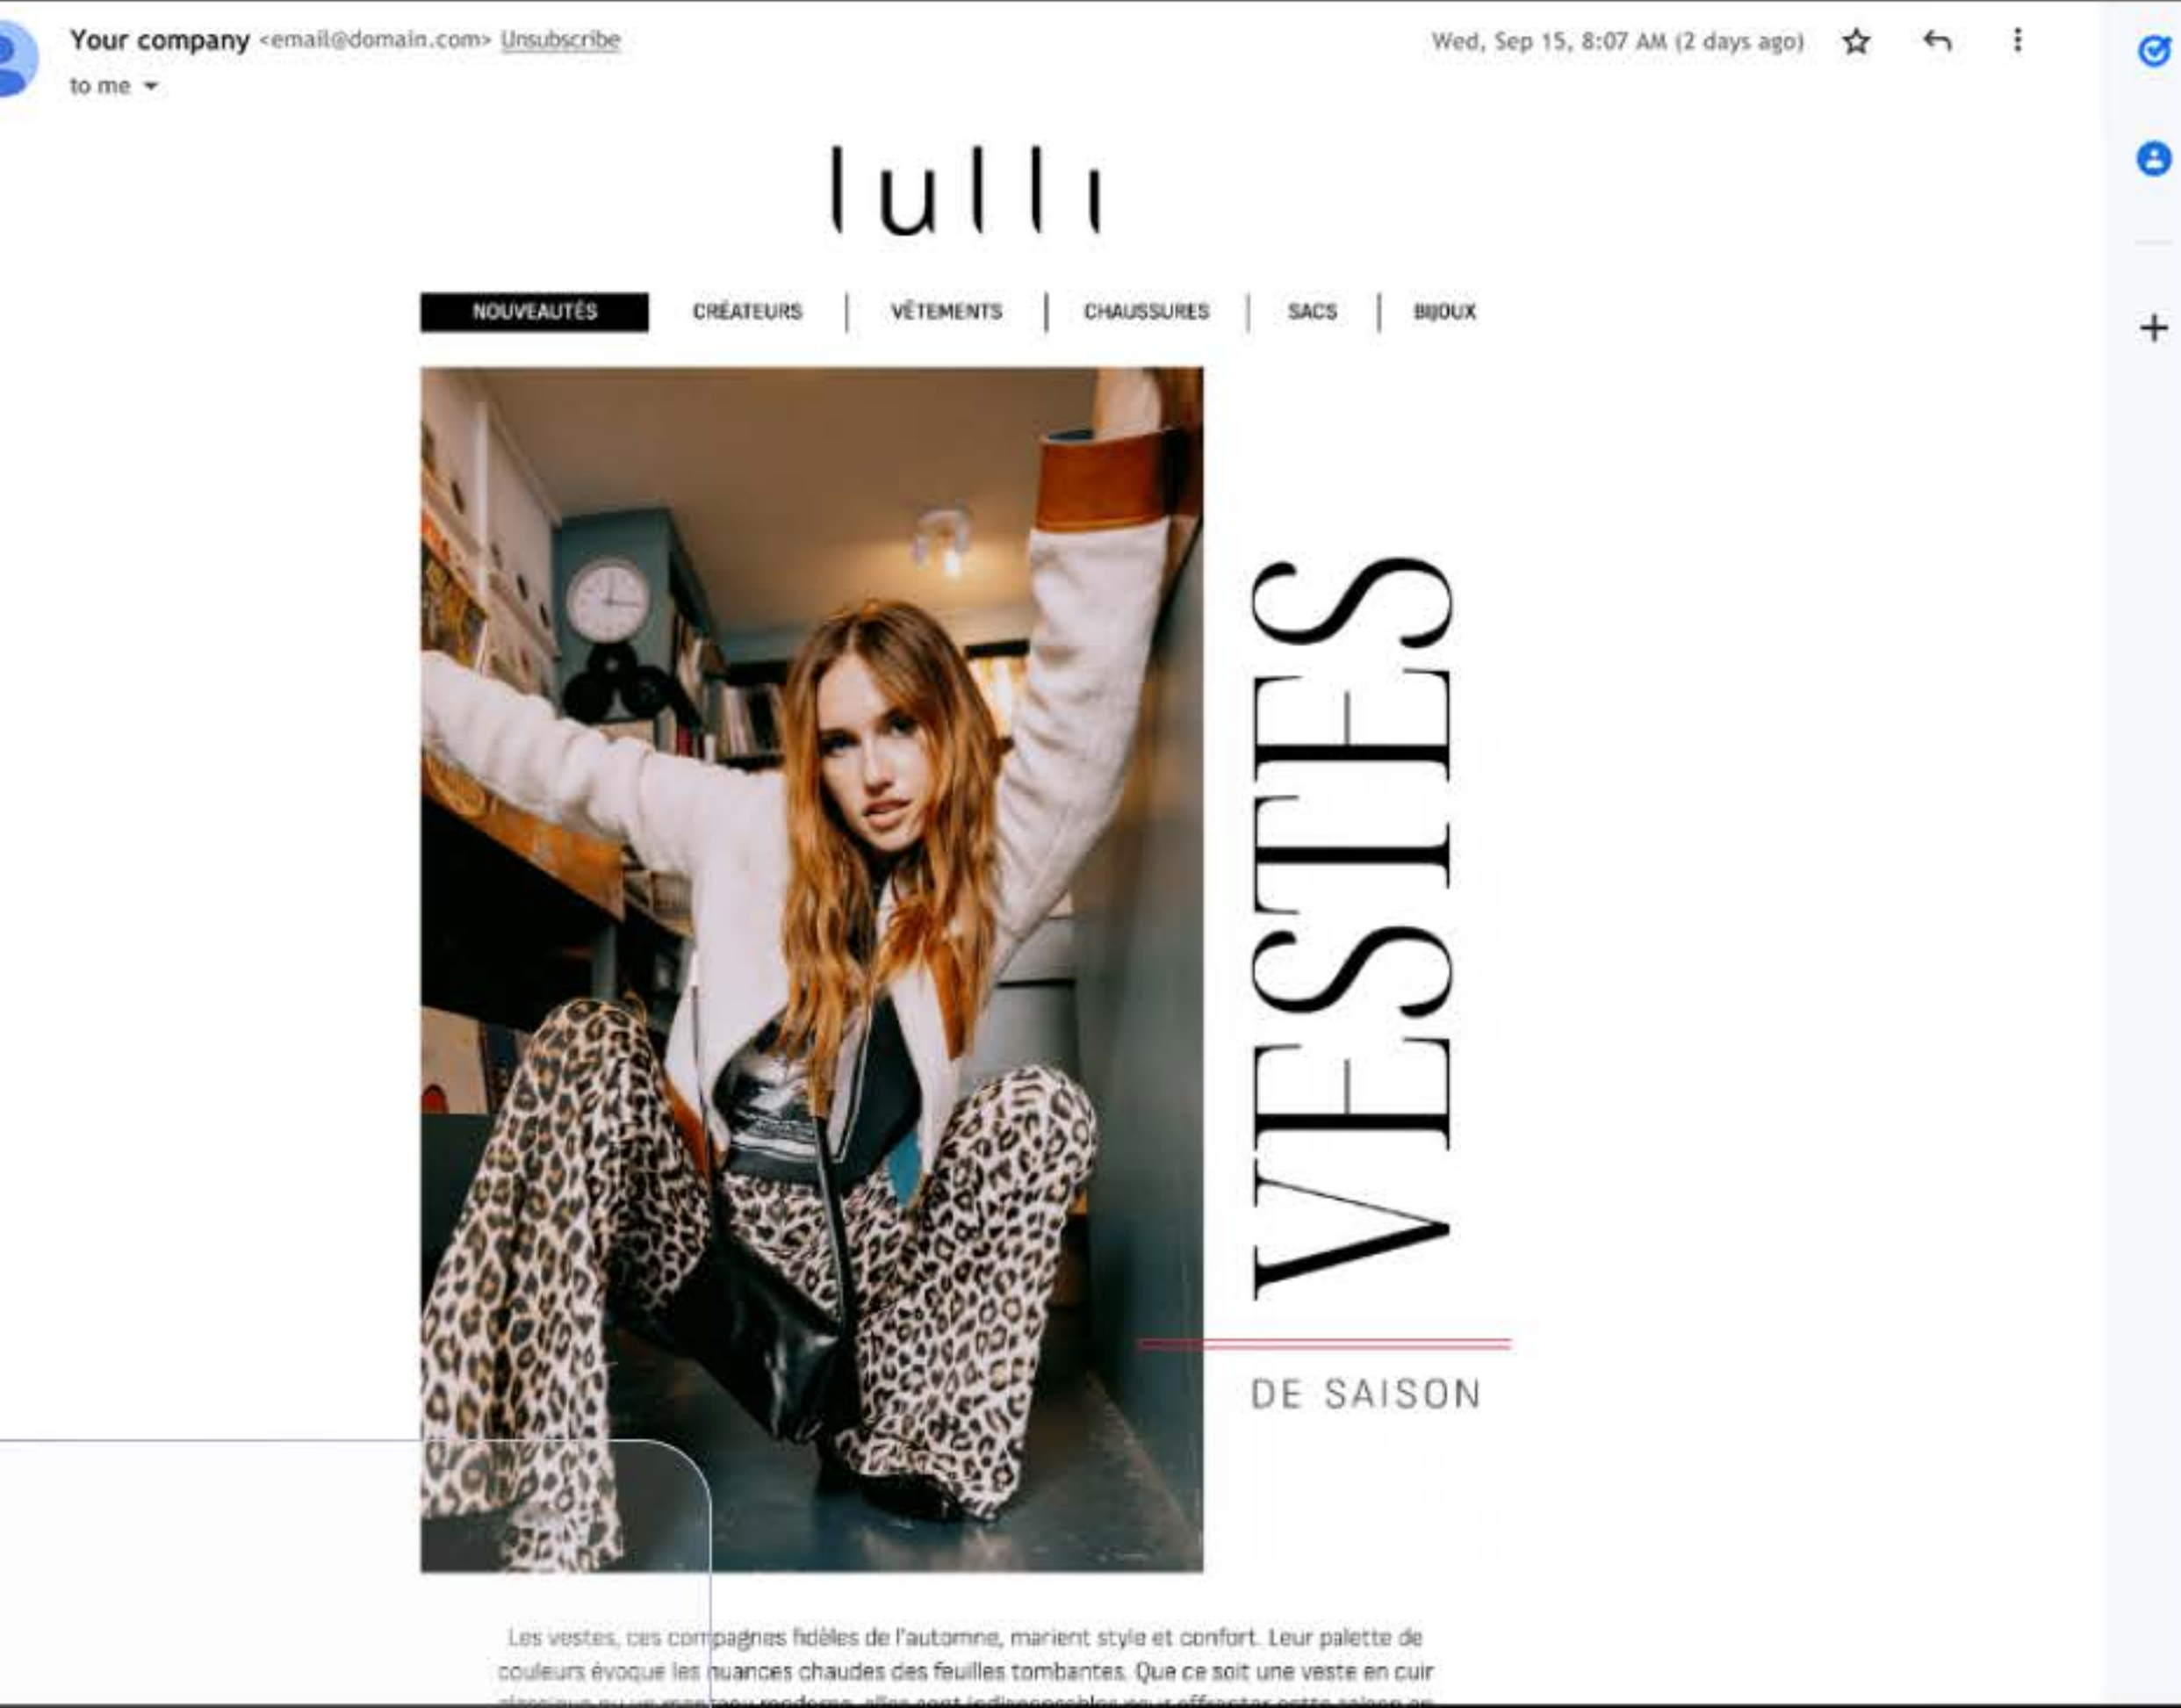 Your company <email@domain.com> Unsubscribe
Wed, Sep 15, 8:07 AM (2 days ago)
to me
lulli
NOUVEAUTÉS
CRÉATEURS
VÊTEMENTS
CHAUSSURES
SACS
BIJOUX
VESTES
DE SAISON
Les vestes, ces compagnes fidèles de l'automne, marient style et confort. Leur palette de
couleurs évoque les nuances chaudes des feuilles tombantes. Que ce soit une veste en cuir